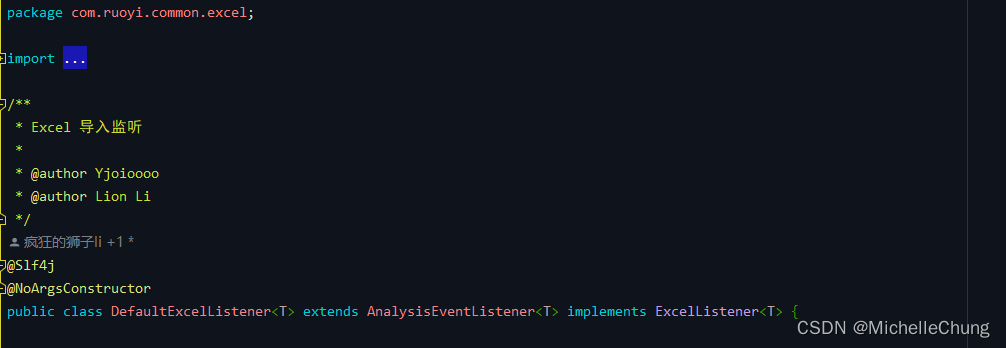 package com.ruoyi.common.excel;
import ...
/**
* Excel 导入监听
*
* @author Yjoioooo
* @author Lion Li
*/
疯狂的狮子li +1 *
@Slf4j
@NoArgsConstructor
public class DefaultExcelListener<T> extends AnalysisEventListener<T> implements ExcelListener<T> {
CSDN @MichelleChung